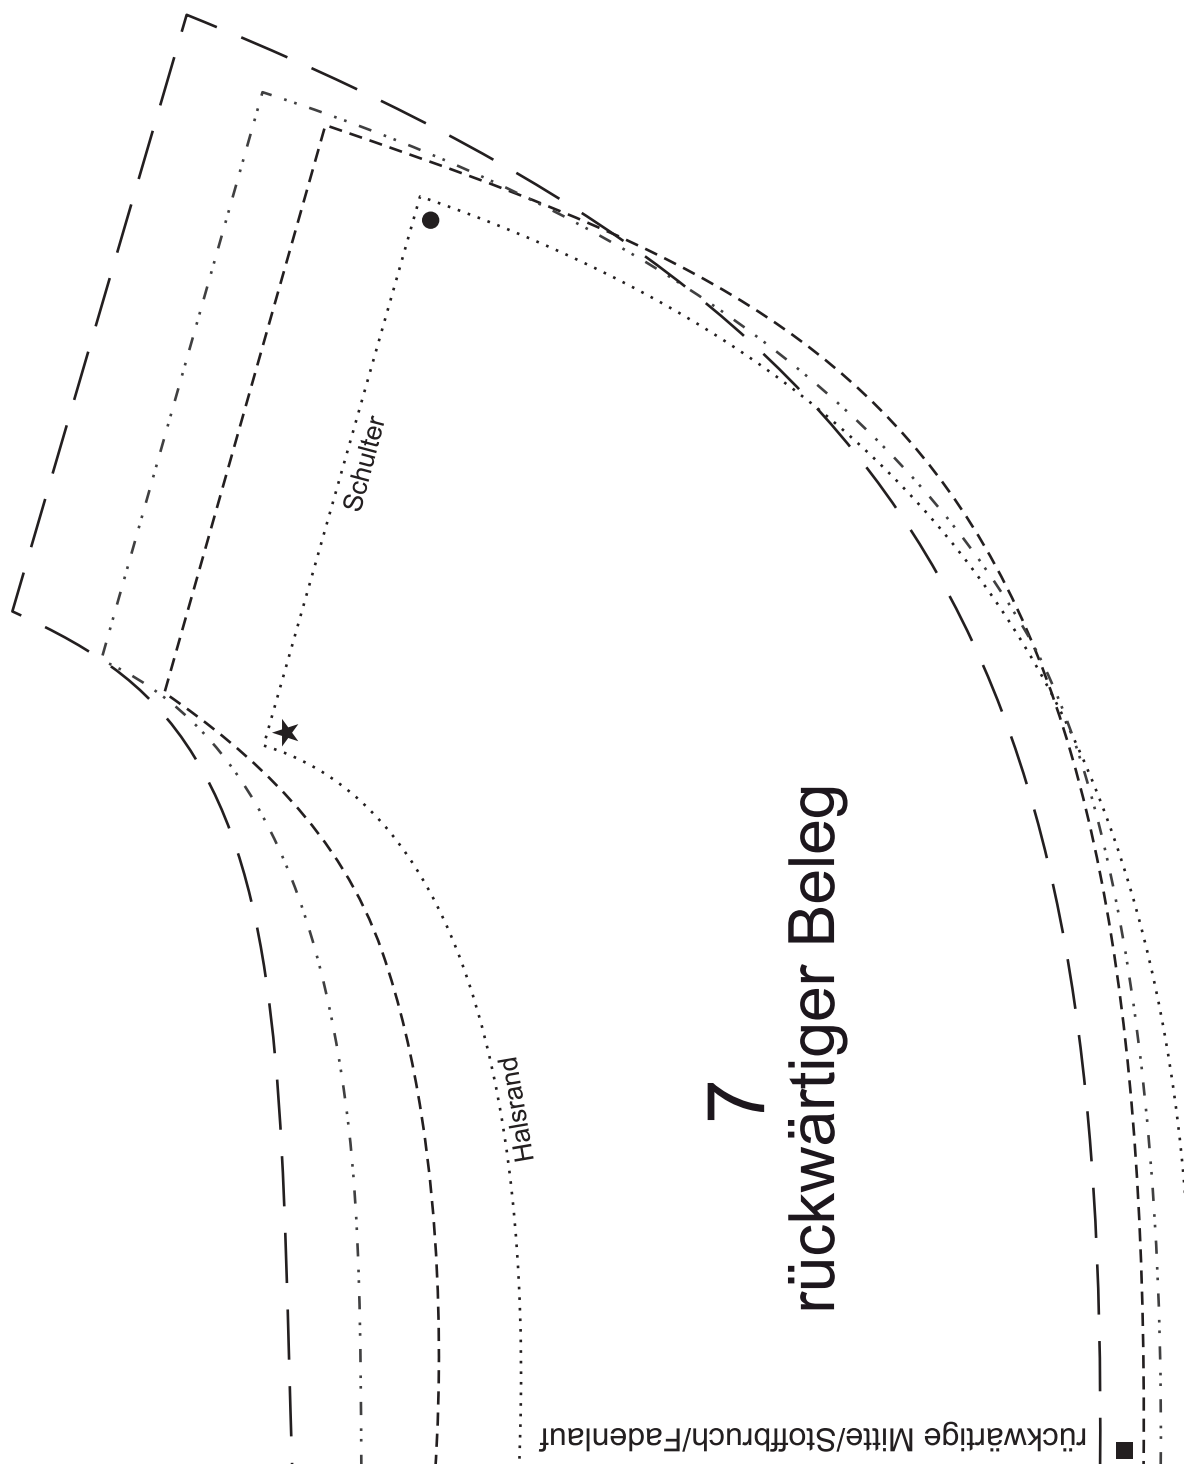 Schulter
Halsrand
7
rückwärtiger Beleg
rückwärtige Mitte/Stoffbruch/Fadenlauf